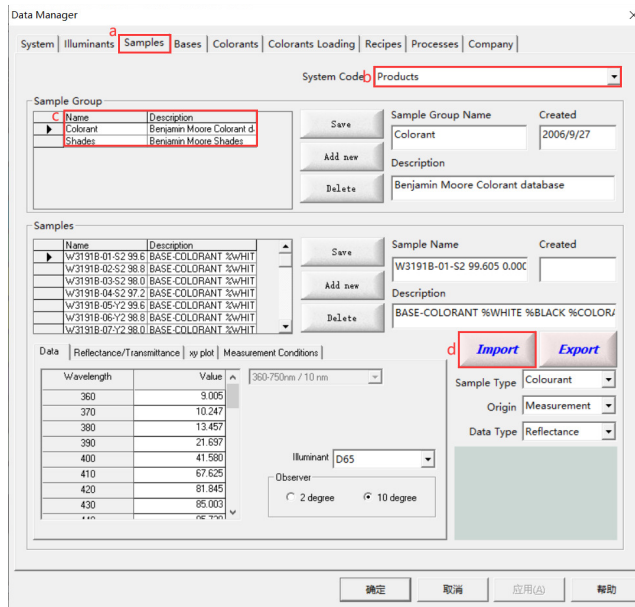 Data Manager
a
System Illuminants Samples Bases Colorants Colorants Loading Recipes Processes Company
System Code b Products
Sample Group
c Name Description
Colorant Benjamin Moore Colorant d
Shades Benjamin Moore Shades
Save
Add new
Delete
Sample Group Name Created
Colorant 2006/9/27
Description
Benjamin Moore Colorant database
Samples
Name Description
W3191B-01-S2 99.6 BASE-COLORANT %WHIT
W3191B-02-S2 98.8 BASE-COLORANT %WHIT
W3191B-03-S2 98.0 BASE-COLORANT %WHIT
W3191B-04-S2 97.2 BASE-COLORANT %WHIT
W3191B-05-Y2 99.6 BASE-COLORANT %WHIT
W3191B-06-Y2 98.8 BASE-COLORANT %WHIT
W3191B-07-Y2 98.0 BASE-COLORANT %WHIT
Save
Add new
Delete
Sample Name Created
W3191B-01-S2 99.605 0.000
Description
BASE-COLORANT %WHITE %BLACK %COLORA
Data Reflectance/Transmittance xy plot Measurement Conditions
d Import Export
Wavelength Value
360 9.005
370 10.247
380 13.457
390 21.697
400 41.580
410 67.625
420 81.845
430 85.003
440 85.720
360-750nm / 10 nm
Illuminant D65
Observer
2 degree 10 degree
Sample Type Colourant
Origin Measurement
Data Type Reflectance
确定 取消 应用(A) 帮助